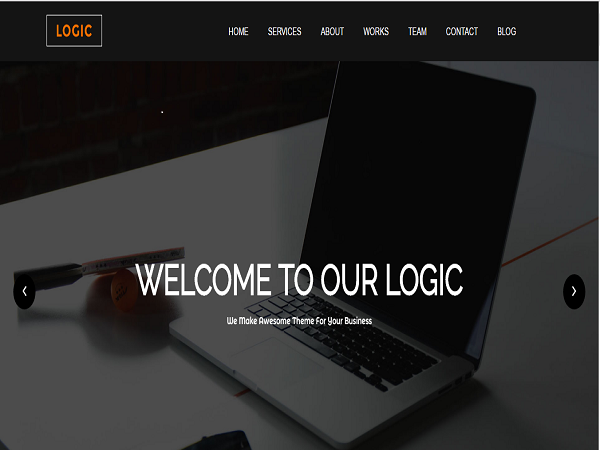 LOGIC
HOME SERVICES ABOUT WORKS TEAM CONTACT BLOG
WELCOME TO OUR LOGIC
We Make Awesome Theme For Your Business